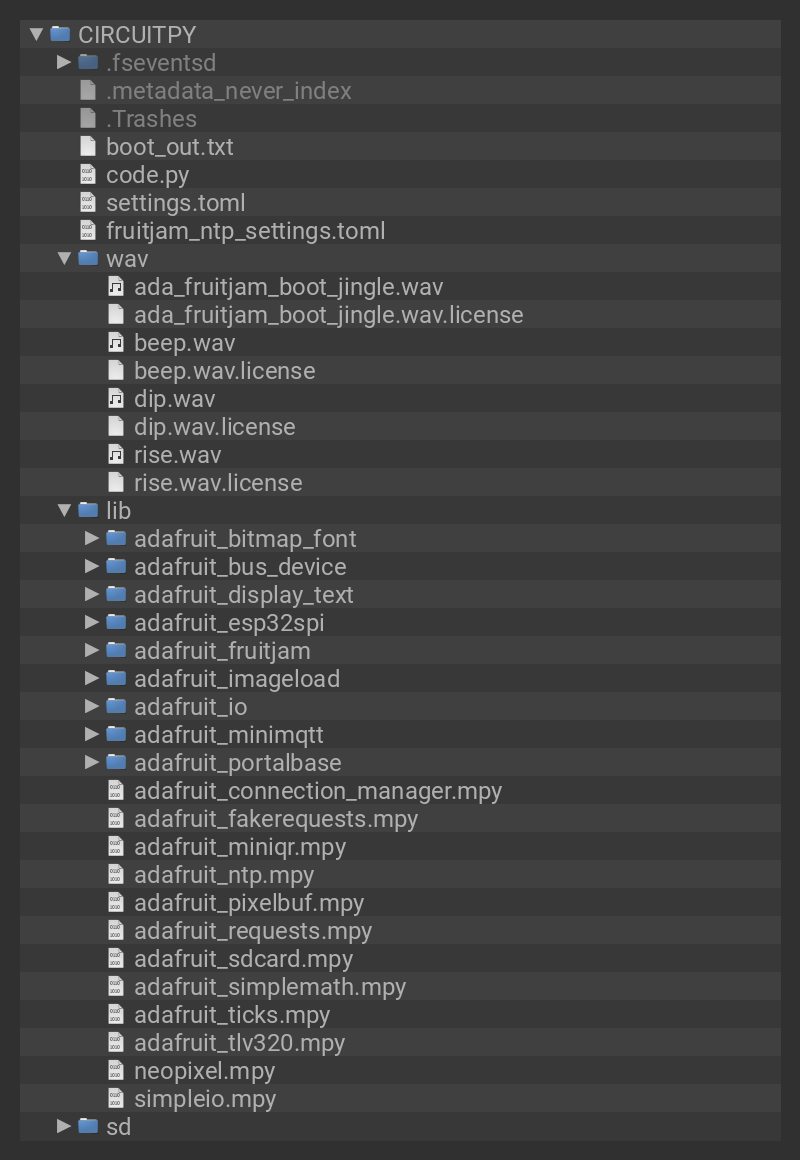 CIRCUITPY
.fseventsd
.metadata_never_index
.Trashes
boot_out.txt
code.py
settings.toml
fruitjam_ntp_settings.toml
wav
ada_fruitjam_boot_jingle.wav
ada_fruitjam_boot_jingle.wav.license
beep.wav
beep.wav.license
dip.wav
dip.wav.license
rise.wav
rise.wav.license
lib
adafruit_bitmap_font
adafruit_bus_device
adafruit_display_text
adafruit_esp32spi
adafruit_fruitjam
adafruit_imageload
adafruit_io
adafruit_minimqtt
adafruit_portalbase
adafruit_connection_manager.mpy
adafruit_fakerequests.mpy
adafruit_miniqr.mpy
adafruit_ntp.mpy
adafruit_pixelbuf.mpy
adafruit_requests.mpy
adafruit_sdcard.mpy
adafruit_simplemath.mpy
adafruit_ticks.mpy
adafruit_tlv320.mpy
neopixel.mpy
simpleio.mpy
sd